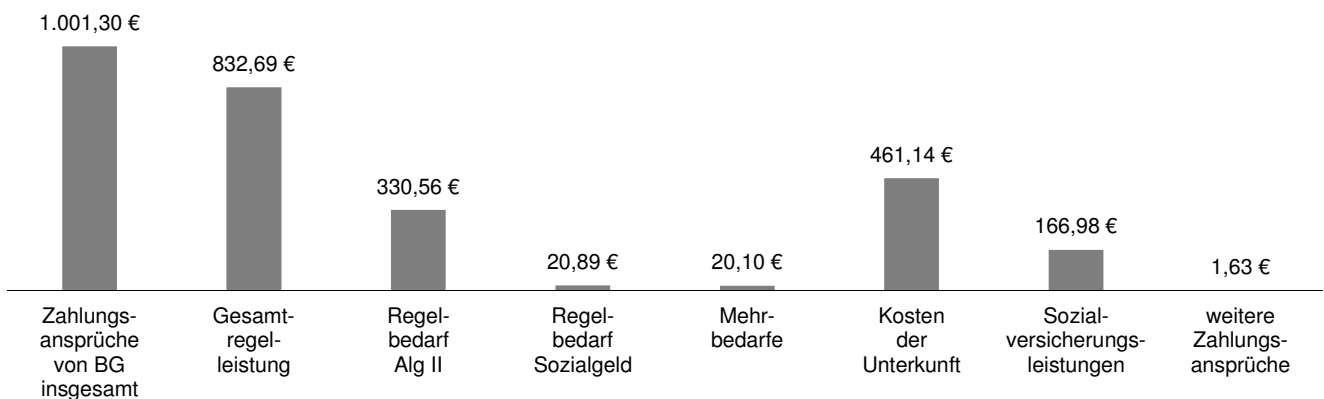 1.001,30 €
832,69 €
330,56 €
20,89 €
20,10 €
461,14 €
166,98 €
1,63 €
Zahlungs-
ansprüche
von BG
insgesamt
Gesamt-
regel-
leistung
Regel-
bedarf
Alg II
Regel-
bedarf
Sozialgeld
Mehr-
bedarfe
Kosten
der
Unterkunft
Sozial-
versicherungs-
leistungen
weitere
Zahlungs-
ansprüche